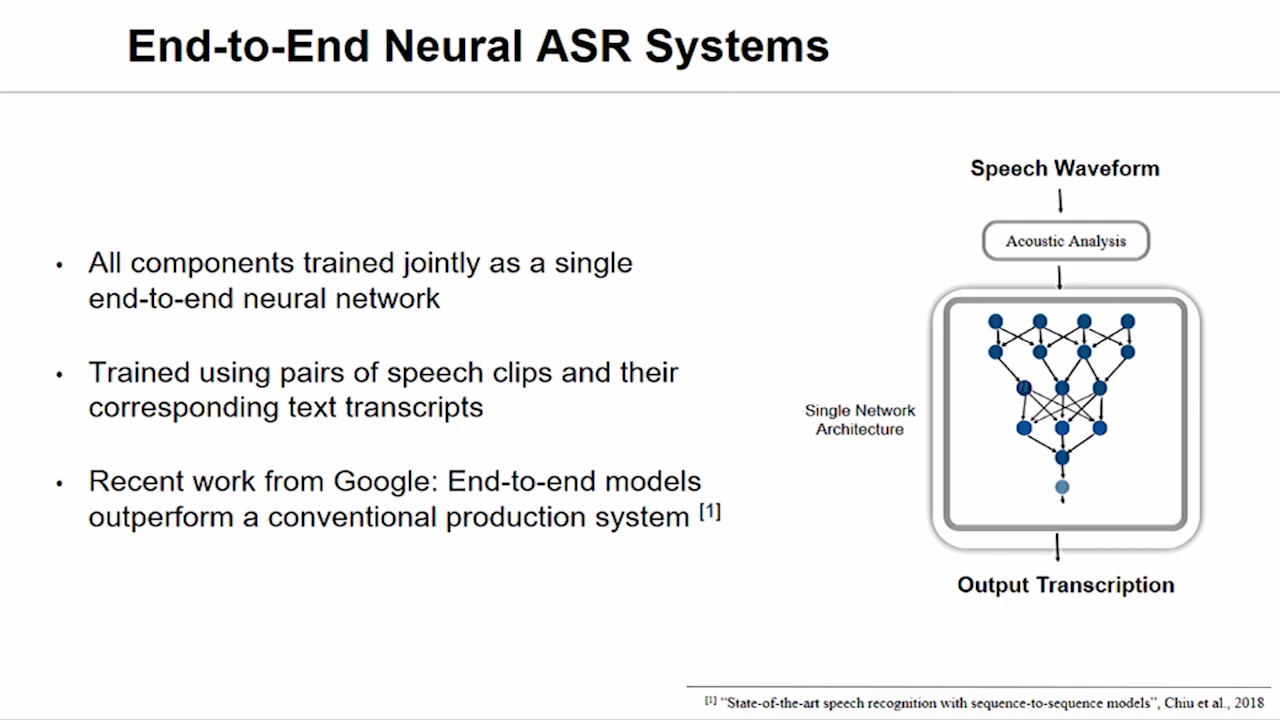 End-to-End Neural ASR Systems
• All components trained jointly as a single
end-to-end neural network
• Trained using pairs of speech clips and their
corresponding text transcripts
• Recent work from Google: End-to-end models
outperform a conventional production system [1]
Speech Waveform
Acoustic Analysis
Single Network
Architecture
Output Transcription
[1] “State-of-the-art speech recognition with sequence-to-sequence models”, Chiu et al., 2018